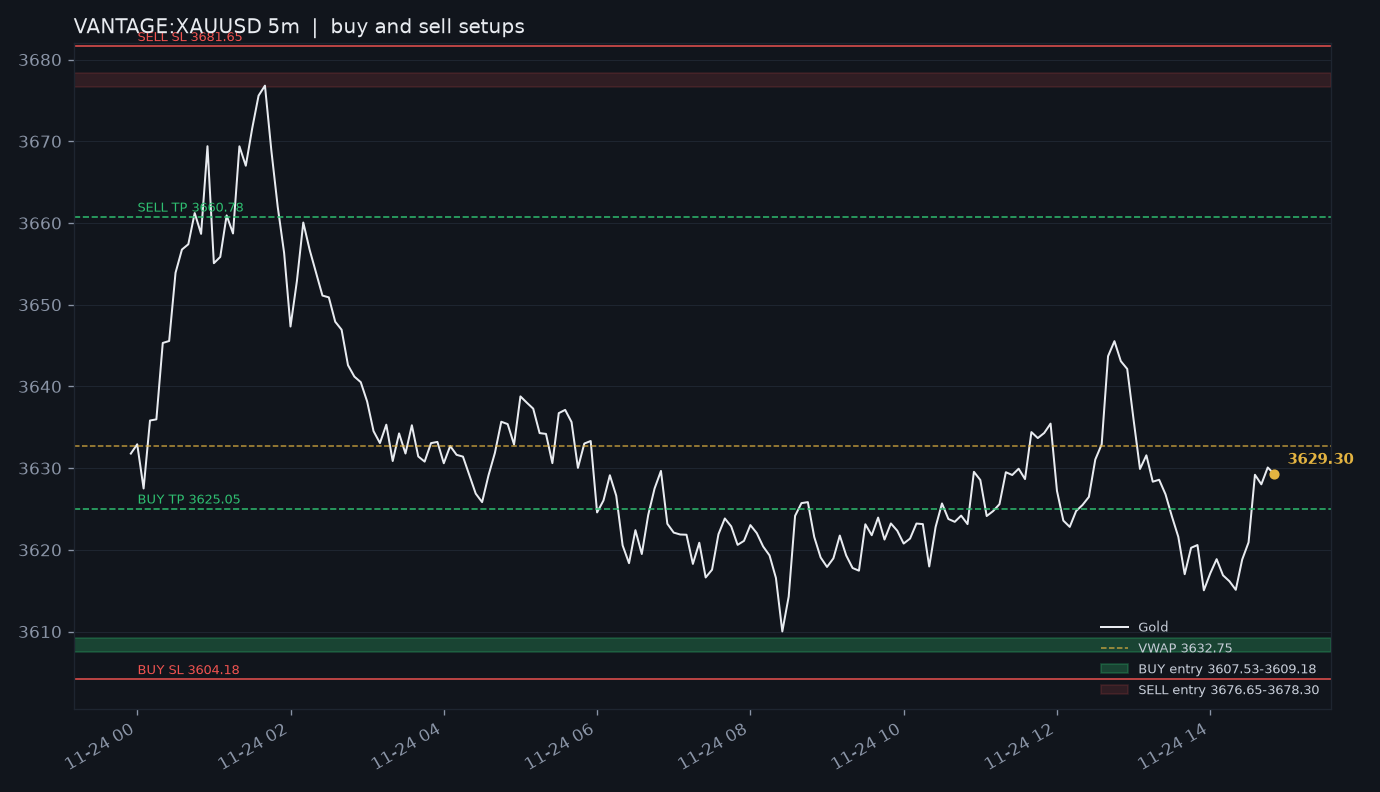 VANTAGE:XAUUSD 5m | buy and sell setups
SELL SL 3681.65
3680
3670
SELL TP 3660.78
3660
3650
3640
3630
3629.30
BUY TP 3625.05
3620
3610
Gold
VWAP 3632.75
BUY SL 3604.18
BUY entry 3607.53-3609.18
SELL entry 3676.65-3678.30
11-24 00
11-24 02
11-24 04
11-24 06
11-24 08
11-24 10
11-24 12
11-24 14